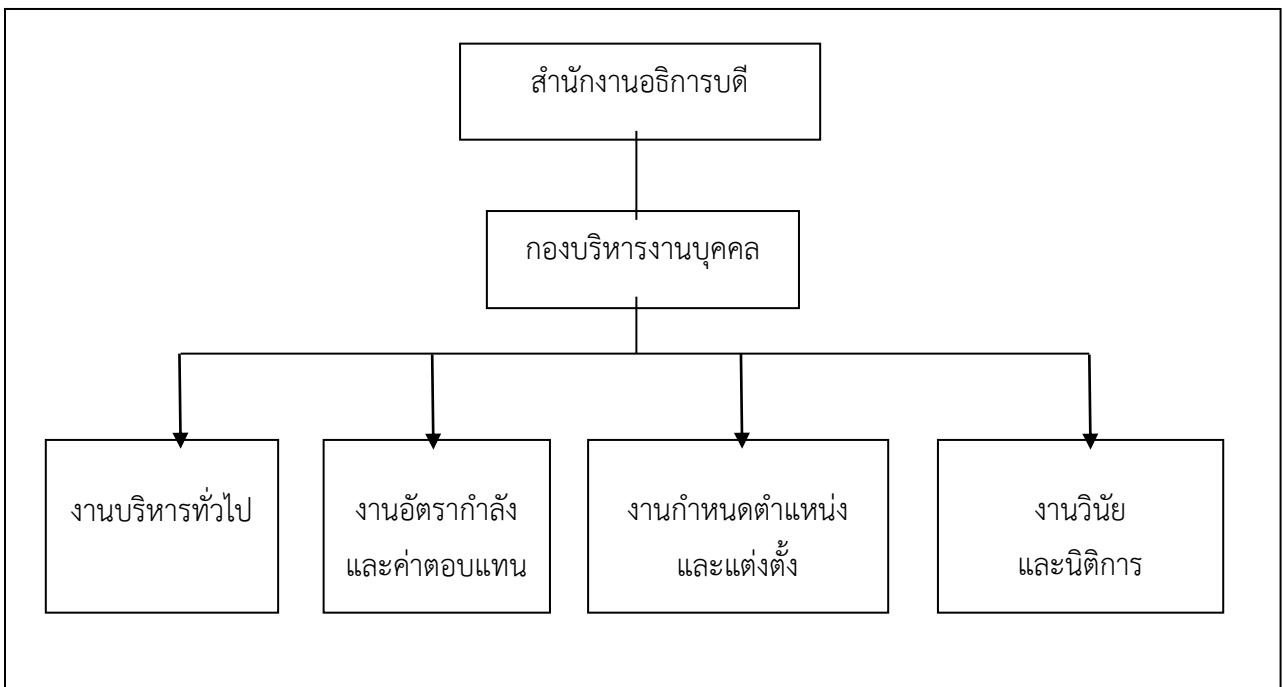 สำนักงานอธิการบดี
กองบริหารงานบุคคล
งานบริหารทั่วไป
งานอัตรากำลัง
และค่าตอบแทน
งานกำหนดตำแหน่ง
และแต่งตั้ง
งานวินัย
และนิติการ